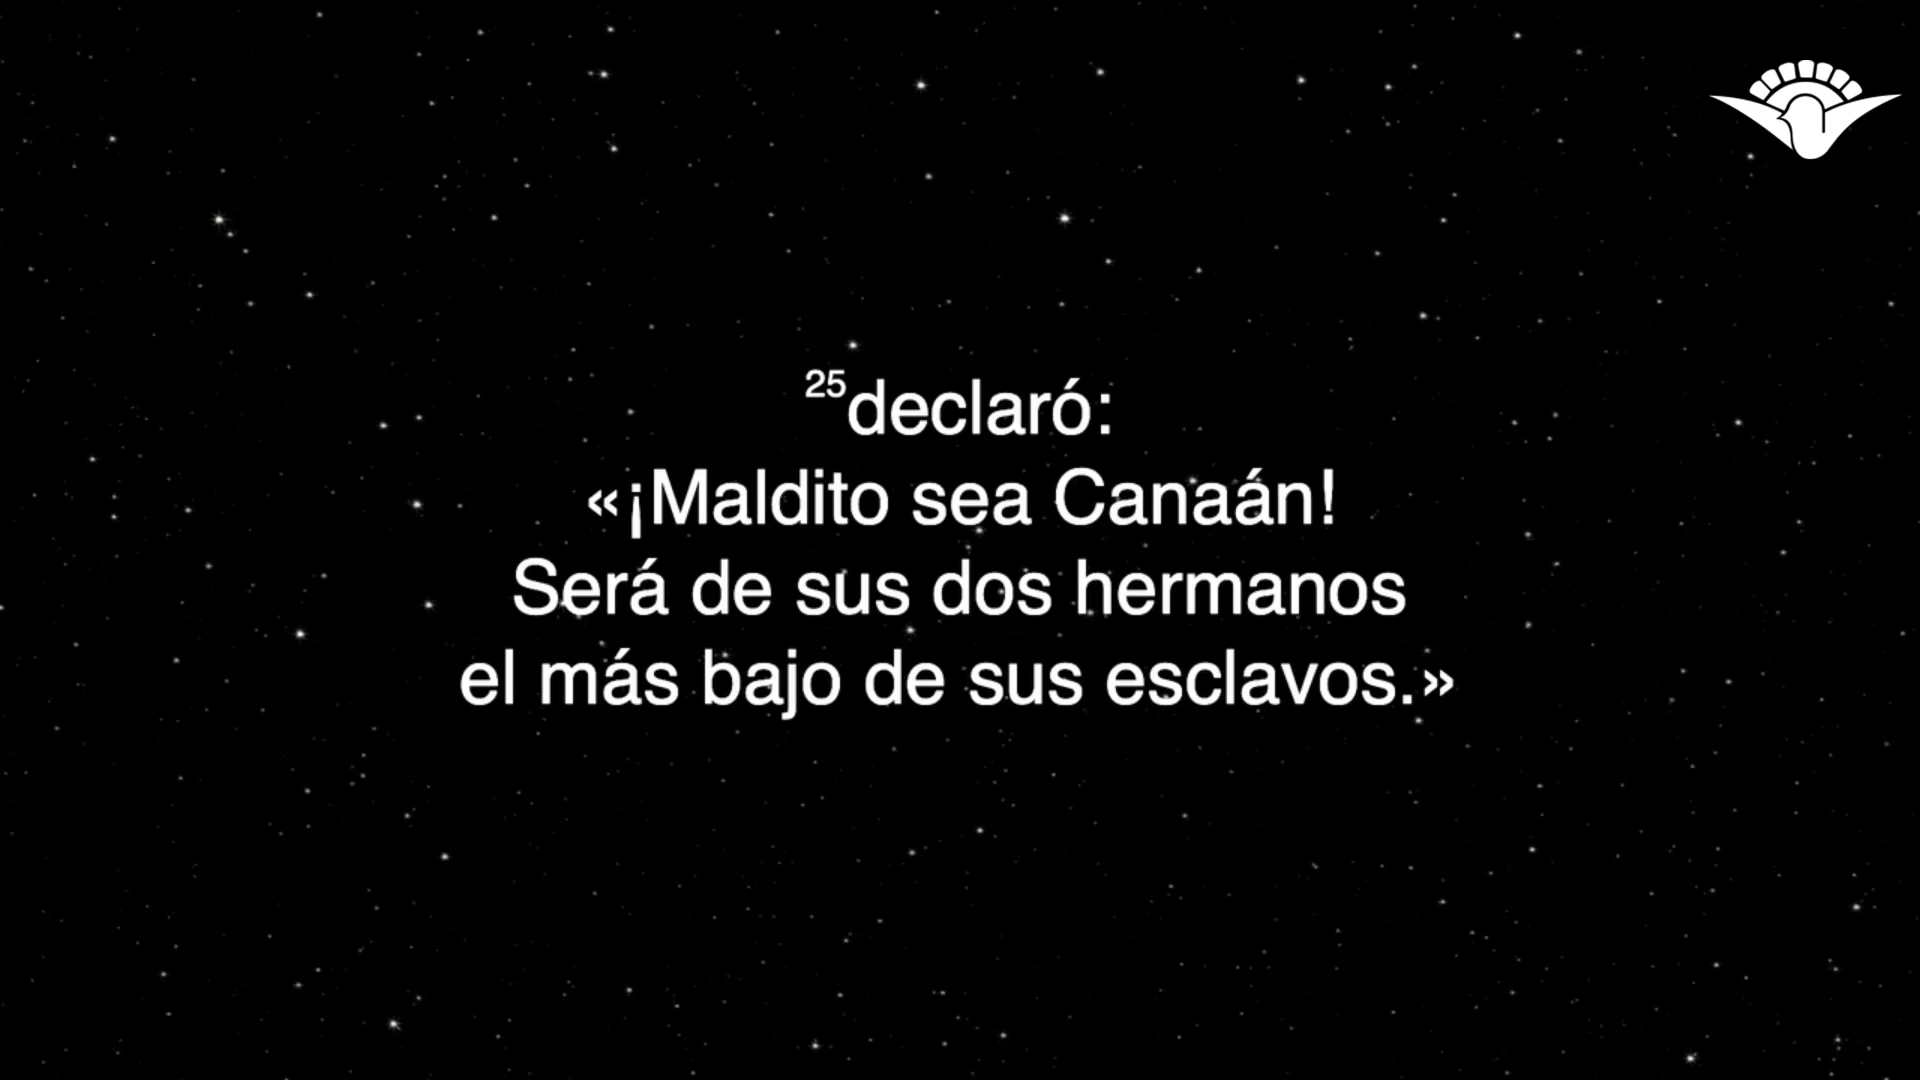 25declaró:
«¡Maldito sea Canaán!
Será de sus dos hermanos
el más bajo de sus esclavos.»